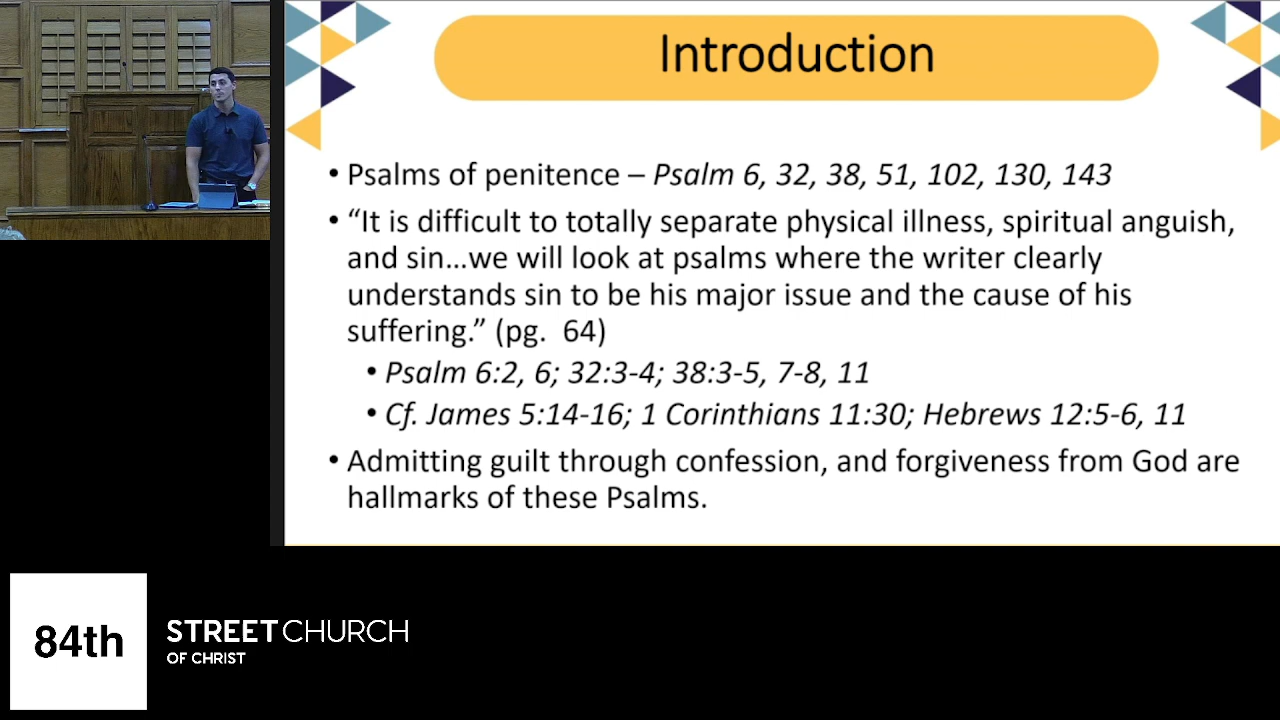 Introduction
• Psalms of penitence – Psalm 6, 32, 38, 51, 102, 130, 143
• “It is difficult to totally separate physical illness, spiritual anguish,
and sin…we will look at psalms where the writer clearly
understands sin to be his major issue and the cause of his
suffering.” (pg.  64)
• Psalm 6:2, 6; 32:3-4; 38:3-5, 7-8, 11
• Cf. James 5:14-16; 1 Corinthians 11:30; Hebrews 12:5-6, 11
• Admitting guilt through confession, and forgiveness from God are
hallmarks of these Psalms.
84th
STREET CHURCH
OF CHRIST